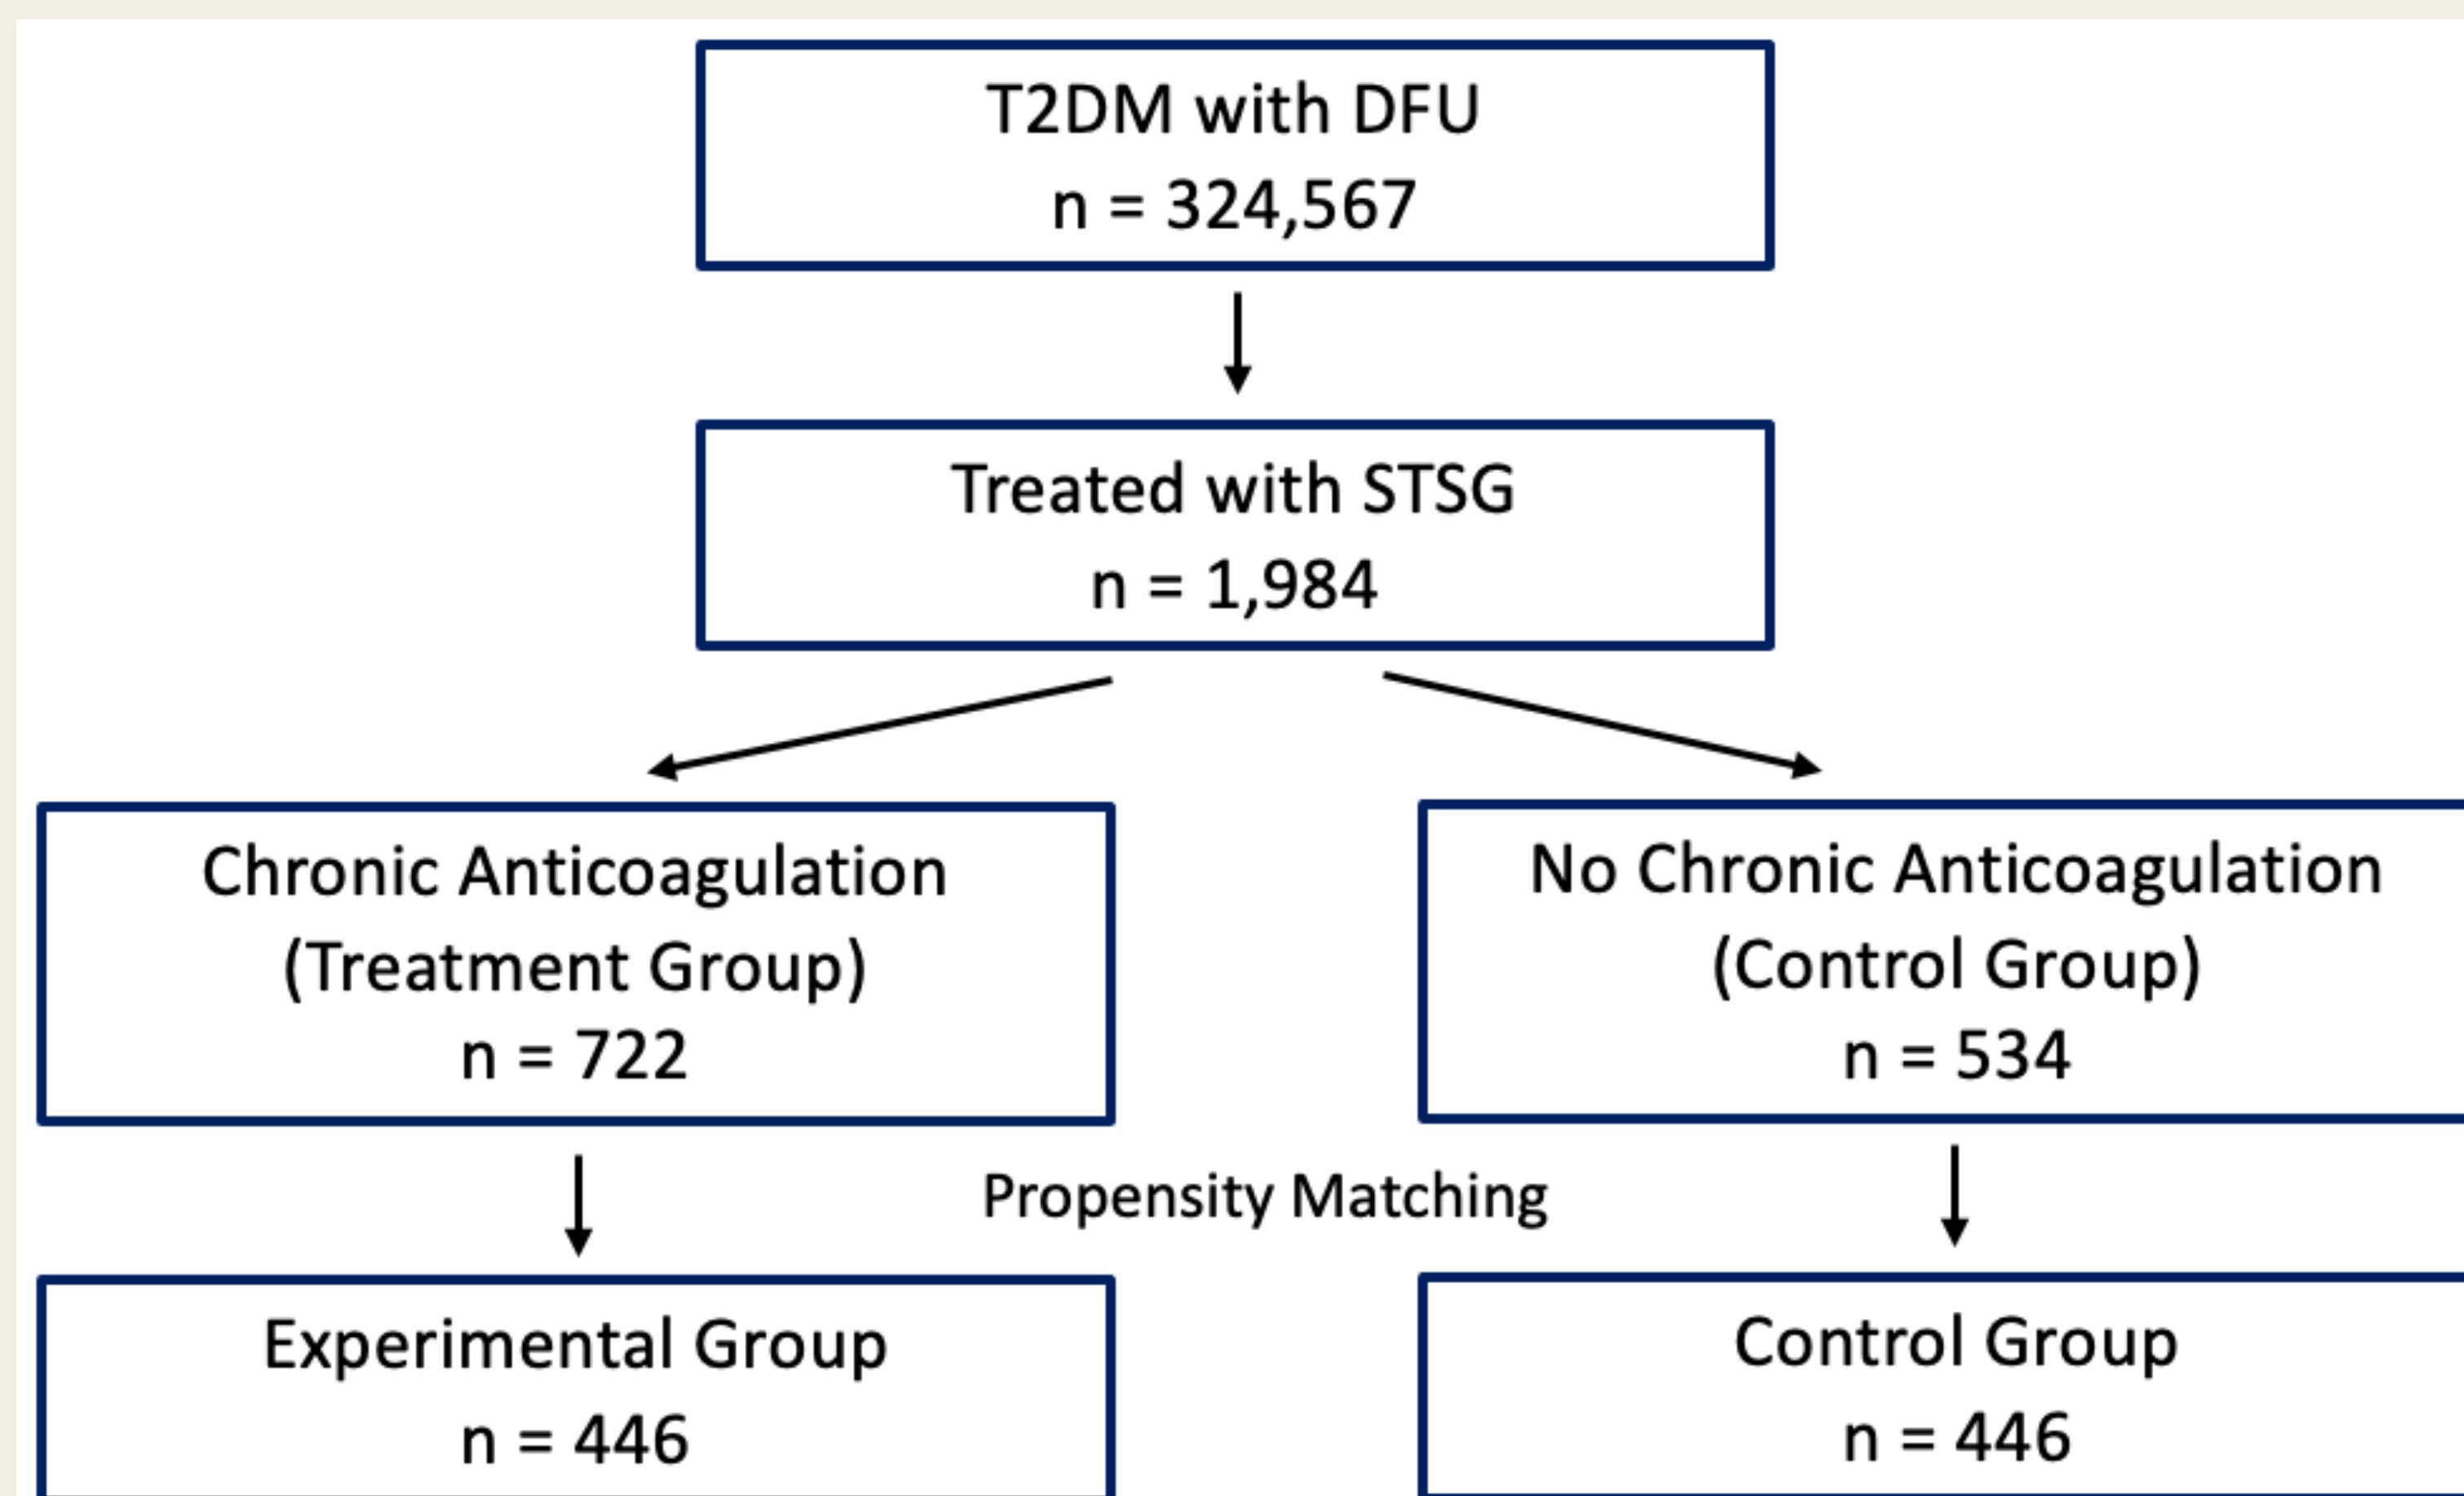 T2DM with DFU
n = 324,567
Treated with STSG
n = 1,984
Chronic Anticoagulation
(Treatment Group)
n = 722
No Chronic Anticoagulation
(Control Group)
n = 534
Propensity Matching
Experimental Group
n = 446
Control Group
n = 446